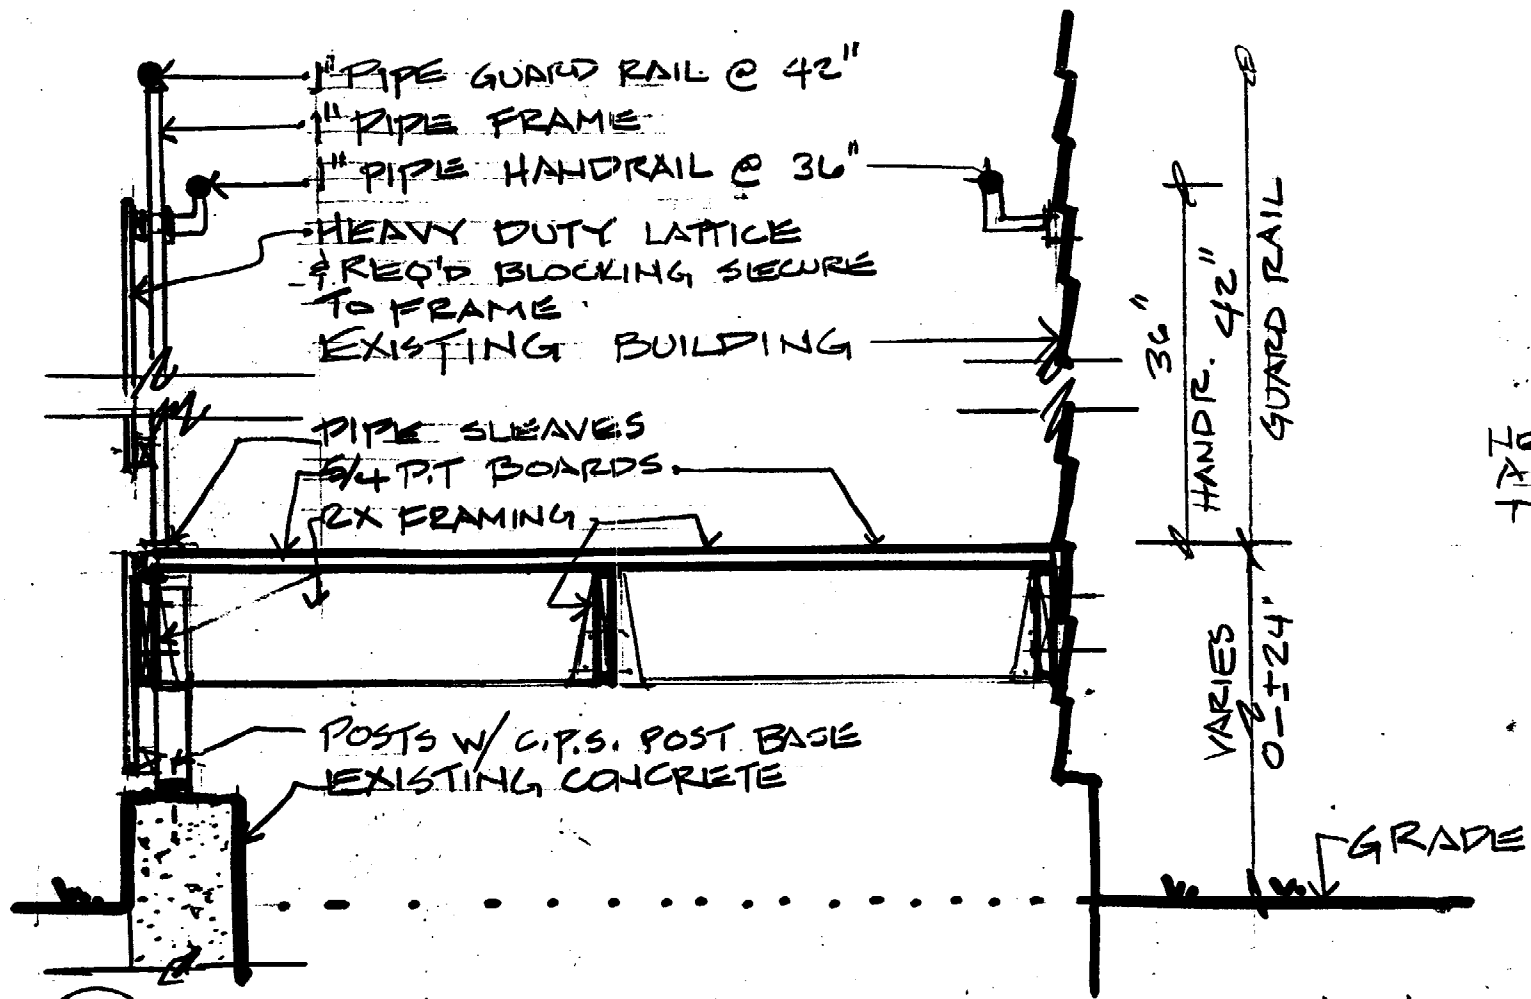 1" PIPE GUARD RAIL @ 42"
1" PIPE FRAME
1" PIPE HANDRAIL @ 36"
HEAVY DUTY LATTICE
& REQ'D BLOCKING SECURE
TO FRAME
EXISTING BUILDING
PIPE SLEAVES
5/4 P.T BOARDS
2X FRAMING
POSTS W/ C.P.S. POST BASE
EXISTING CONCRETE
36"
HANDR. 42"
GUARD RAIL
VARIES
0-±24"
GRADE